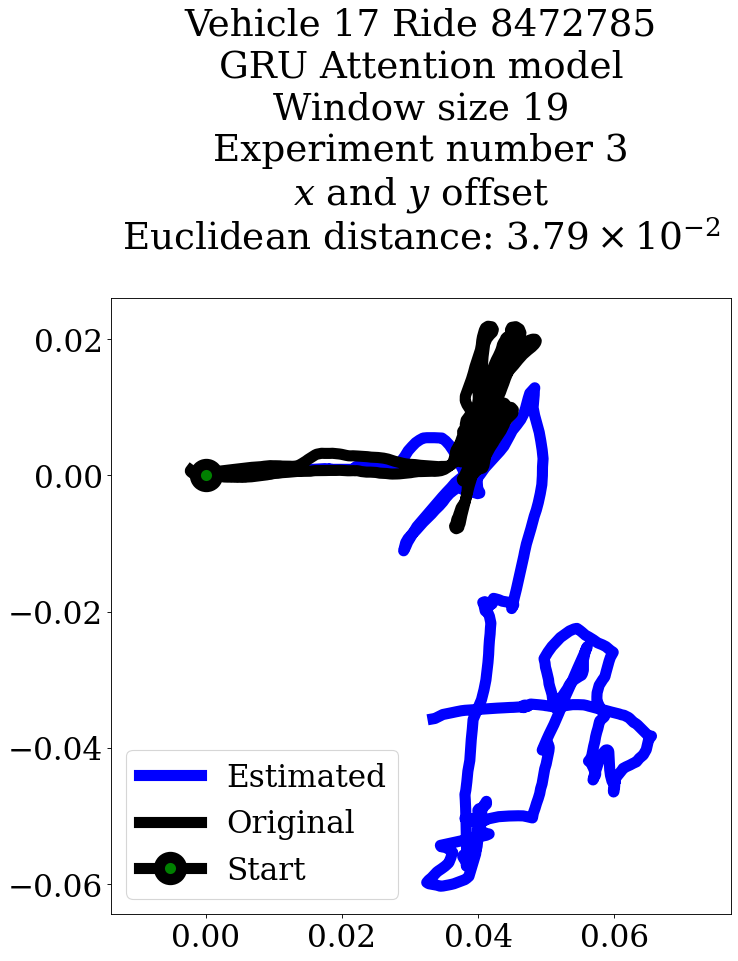 Vehicle 17 Ride 8472785
GRU Attention model
Window size 19
Experiment number 3
x and y offset
Euclidean distance: 3.79 × 10⁻²
0.02
0.00
−0.02
−0.04
−0.06
Estimated
Original
Start
0.00 0.02 0.04 0.06